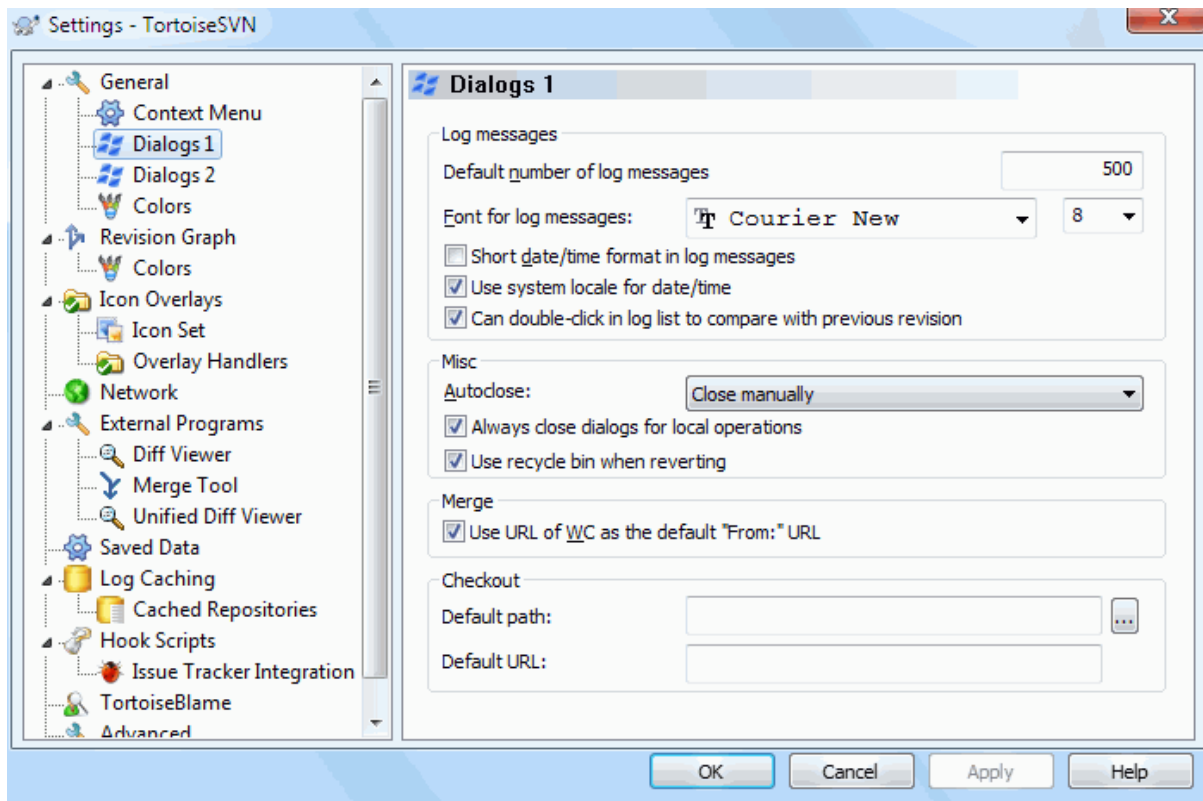 Settings - TortoiseSVN
x
General
Context Menu
Dialogs 1
Dialogs 2
Colors
Revision Graph
Colors
Icon Overlays
Icon Set
Overlay Handlers
Network
External Programs
Diff Viewer
Merge Tool
Unified Diff Viewer
Saved Data
Log Caching
Cached Repositories
Hook Scripts
Issue Tracker Integration
TortoiseBlame
Advanced
Dialogs 1
Log messages
Default number of log messages 500
Font for log messages: Courier New 8
Short date/time format in log messages
Use system locale for date/time
Can double-click in log list to compare with previous revision
Misc
Autoclose: Close manually
Always close dialogs for local operations
Use recycle bin when reverting
Merge
Use URL of WC as the default "From:" URL
Checkout
Default path: ...
Default URL:
OK Cancel Apply Help